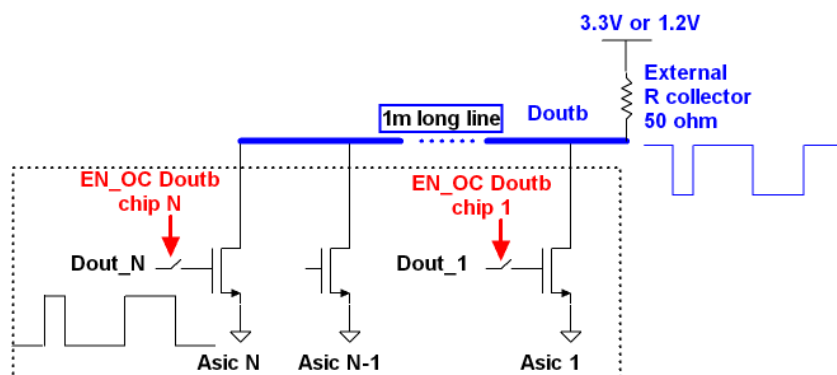 3.3V or 1.2V
External
R collector
50 ohm
1m long line
Doutb
EN_OC Doutb
chip N
EN_OC Doutb
chip 1
Dout_N
Dout_1
Asic N
Asic N-1
Asic 1